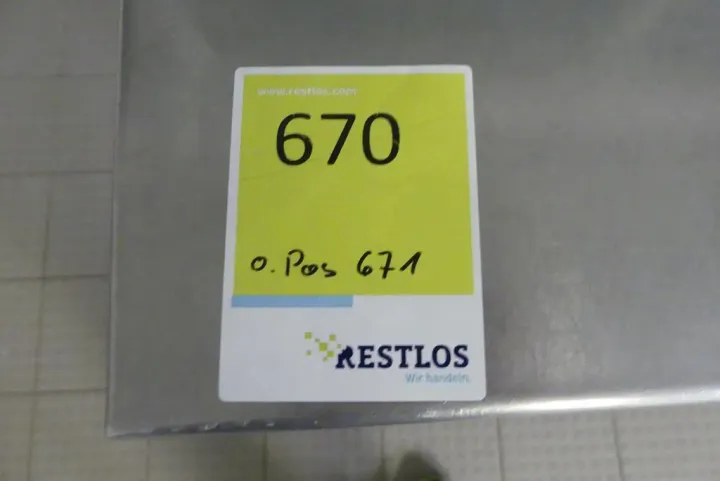 www.restlos.com
670
o. Pos 671
RESTLOS
Wir handeln.